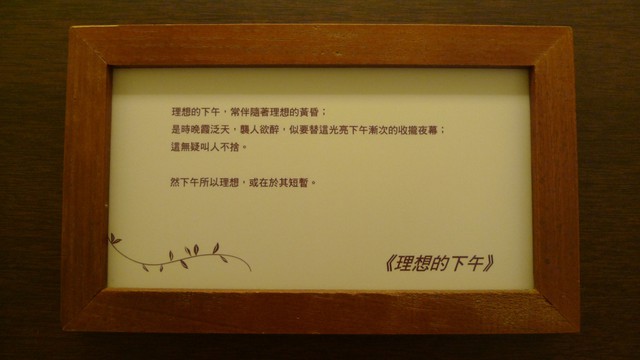 理想的下午，常伴隨著理想的黃昏；
是時晚霞泛天，襲人欲醉，似要替這光亮下午漸次的收攏夜幕；
這無疑叫人不捨。
然下午所以理想，或在於其短暫。
《理想的下午》